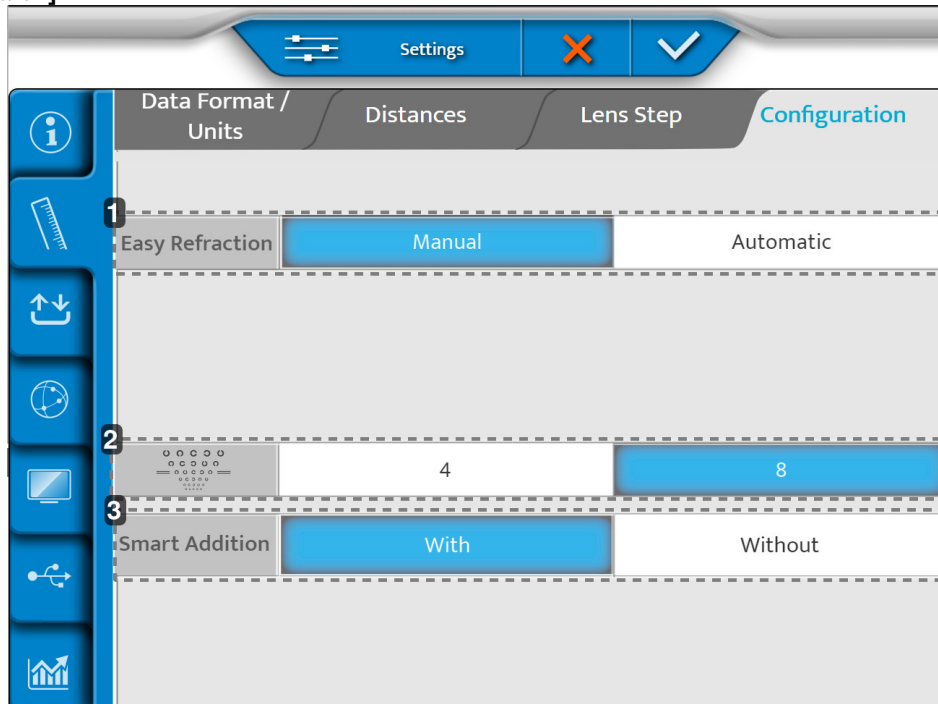 Settings
Data Format /
Units
Distances
Lens Step
Configuration
1
Easy Refraction
Manual
Automatic
2
4
8
3
Smart Addition
With
Without